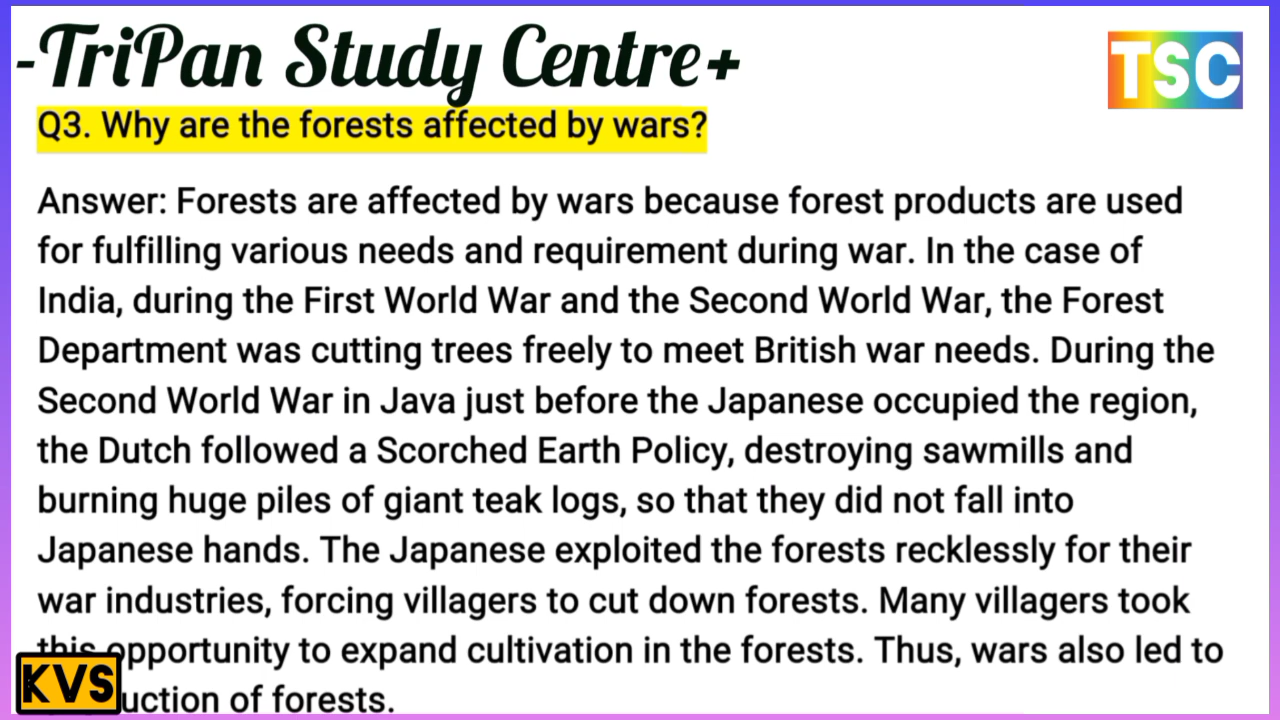 -TriPan Study Centre+
TSC
Q3. Why are the forests affected by wars?
Answer: Forests are affected by wars because forest products are used
for fulfilling various needs and requirement during war. In the case of
India, during the First World War and the Second World War, the Forest
Department was cutting trees freely to meet British war needs. During the
Second World War in Java just before the Japanese occupied the region,
the Dutch followed a Scorched Earth Policy, destroying sawmills and
burning huge piles of giant teak logs, so that they did not fall into
Japanese hands. The Japanese exploited the forests recklessly for their
war industries, forcing villagers to cut down forests. Many villagers took
this opportunity to expand cultivation in the forests. Thus, wars also led to
of forests.
KVS